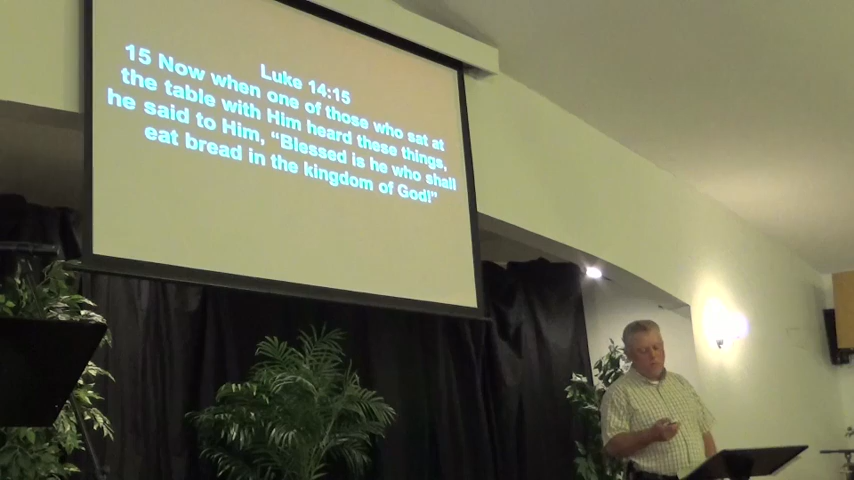 Luke 14:15
15 Now when one of those who sat at
the table with Him heard these things,
he said to Him, “Blessed is he who shall
eat bread in the kingdom of God!”